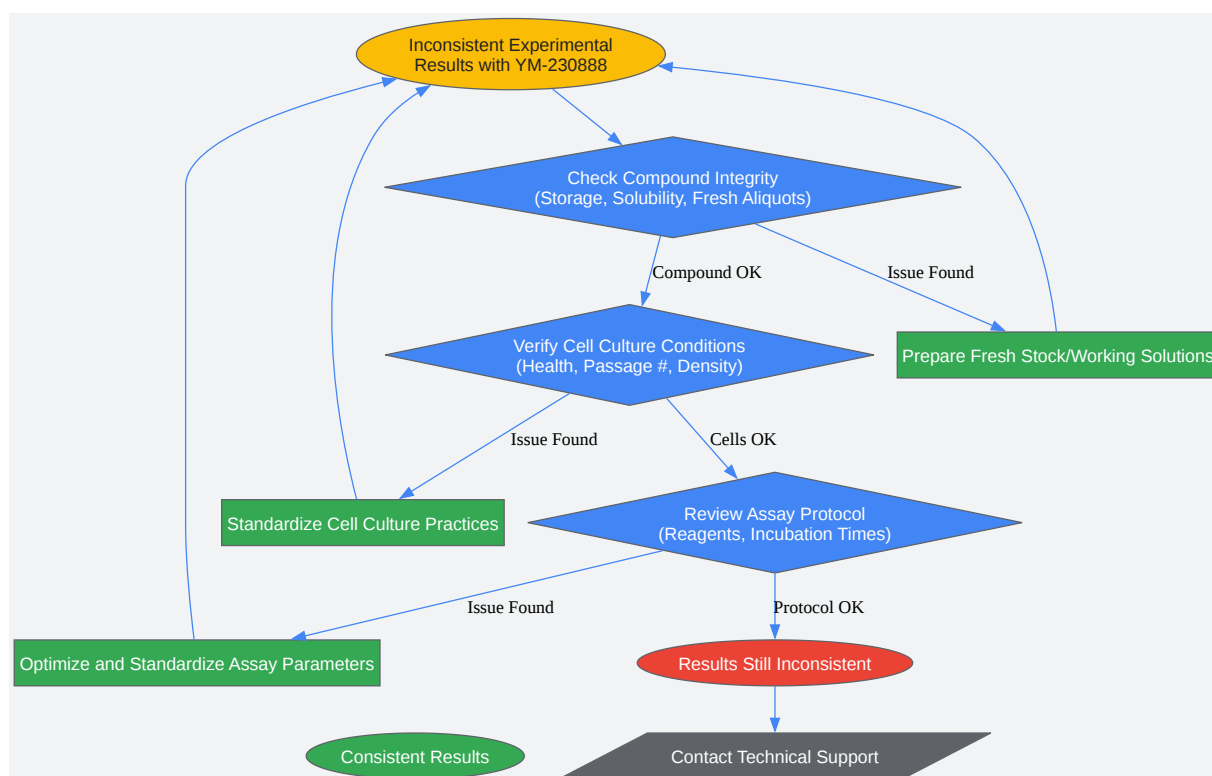 Inconsistent Experimental
Results with YM-230888
Check Compound Integrity
(Storage, Solubility, Fresh Aliquots)
Compound OK
Issue Found
Verify Cell Culture Conditions
(Health, Passage #, Density)
Prepare Fresh Stock/Working Solutions
Issue Found
Cells OK
Standardize Cell Culture Practices
Review Assay Protocol
(Reagents, Incubation Times)
Issue Found
Protocol OK
Optimize and Standardize Assay Parameters
Results Still Inconsistent
Consistent Results
Contact Technical Support